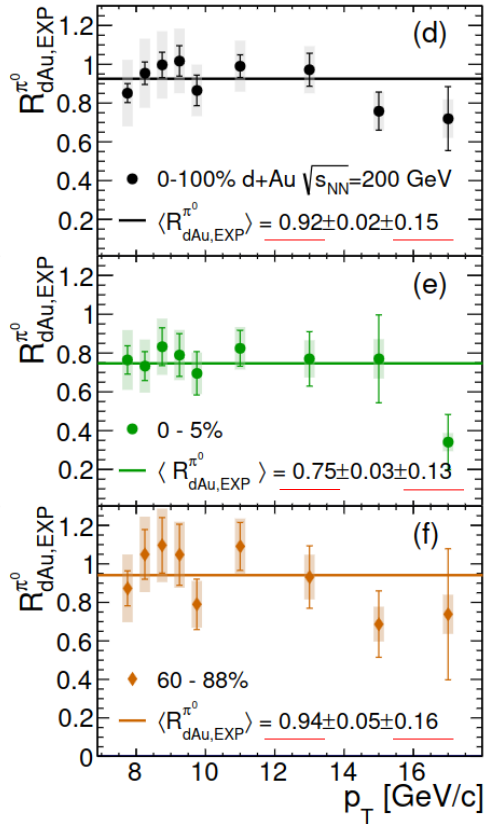 (d)
R^π⁰_dAu,EXP
1.2
1
0.8
0.6
0.4
0.2
0-100% d+Au √s_NN=200 GeV
⟨R^π⁰_dAu,EXP⟩ = 0.92±0.02±0.15
(e)
R^π⁰_dAu,EXP
1.2
1
0.8
0.6
0.4
0.2
0 - 5%
⟨ R^π⁰_dAu,EXP ⟩ = 0.75±0.03±0.13
(f)
R^π⁰_dAu,EXP
1.2
1
0.8
0.6
0.4
0.2
0
60 - 88%
⟨R^π⁰_dAu,EXP⟩ = 0.94±0.05±0.16
8 10 12 14 16
p_T [GeV/c]